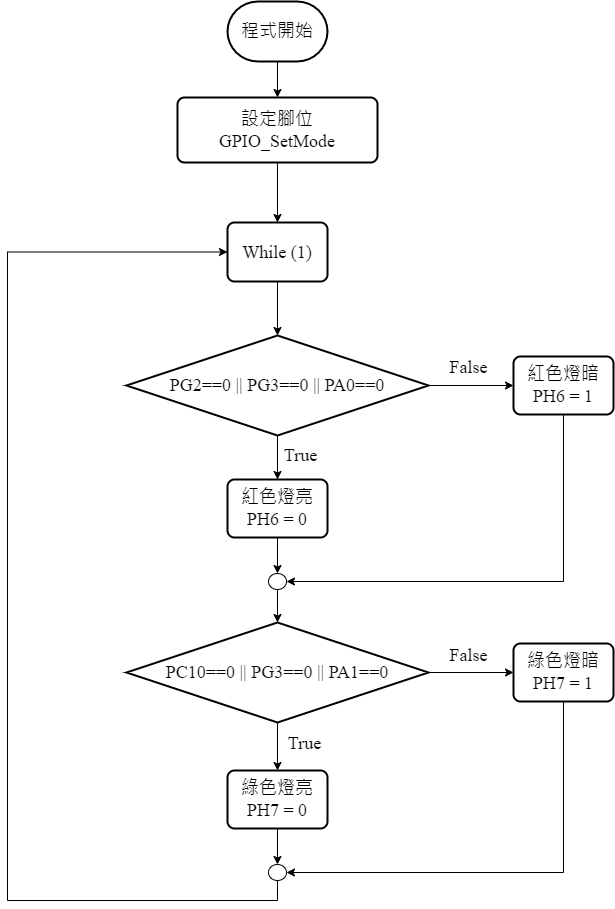 程式開始
設定腳位
GPIO_SetMode
While (1)
PG2==0 || PG3==0 || PA0==0
False
紅色燈暗
PH6 = 1
True
紅色燈亮
PH6 = 0
PC10==0 || PG3==0 || PA1==0
False
綠色燈暗
PH7 = 1
True
綠色燈亮
PH7 = 0